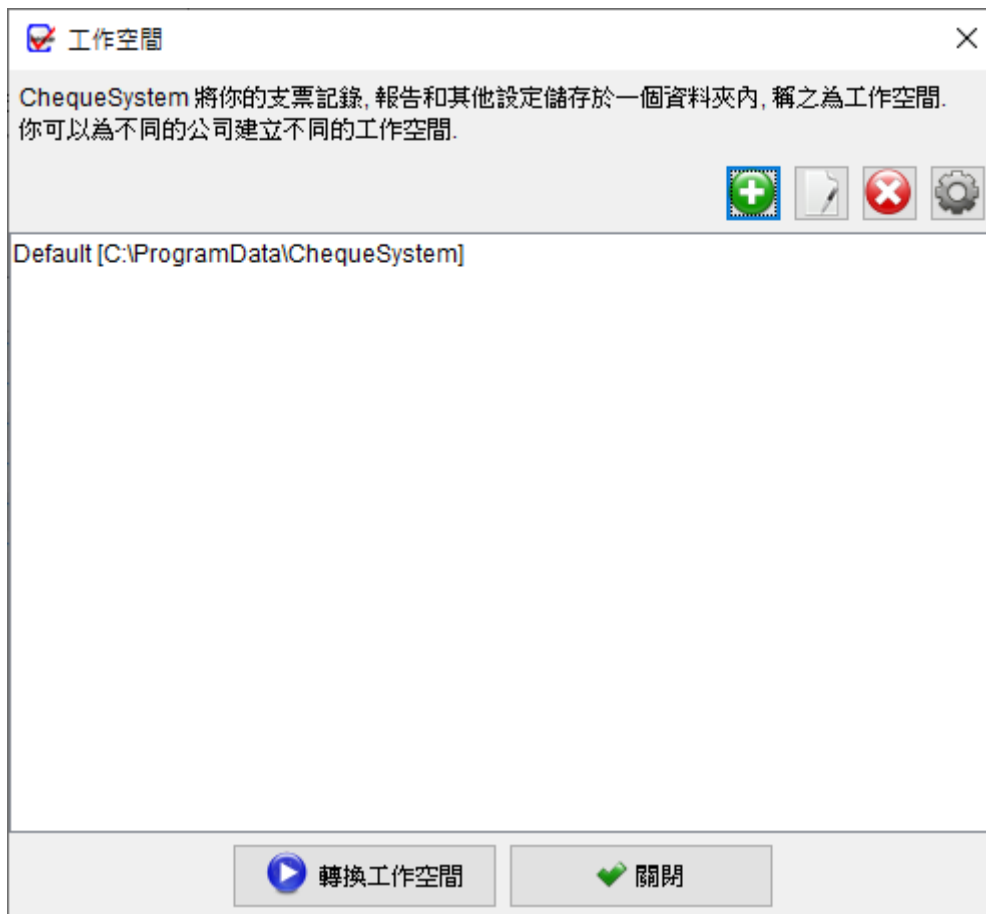 工作空間
ChequeSystem 將你的支票記錄, 報告和其他設定儲存於一個資料夾內, 稱之為工作空間.
你可以為不同的公司建立不同的工作空間.
Default [C:\ProgramData\ChequeSystem]
轉換工作空間
關閉